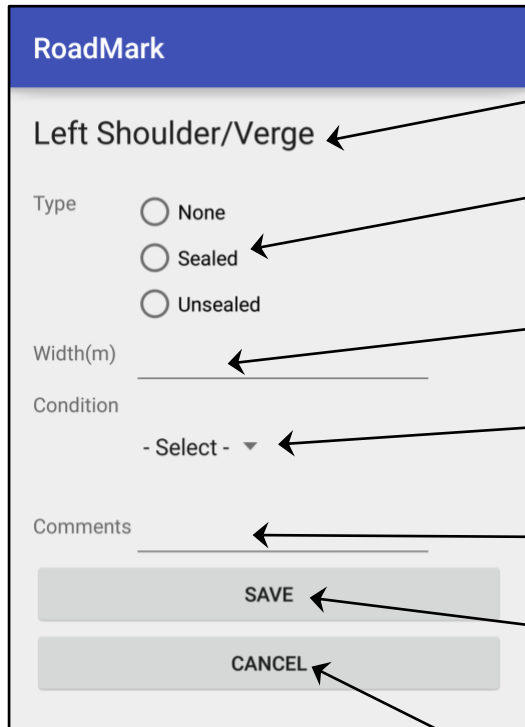 RoadMark
Left Shoulder/Verge
Type
None
Sealed
Unsealed
Width(m)
Condition
- Select -
Comments
SAVE
CANCEL